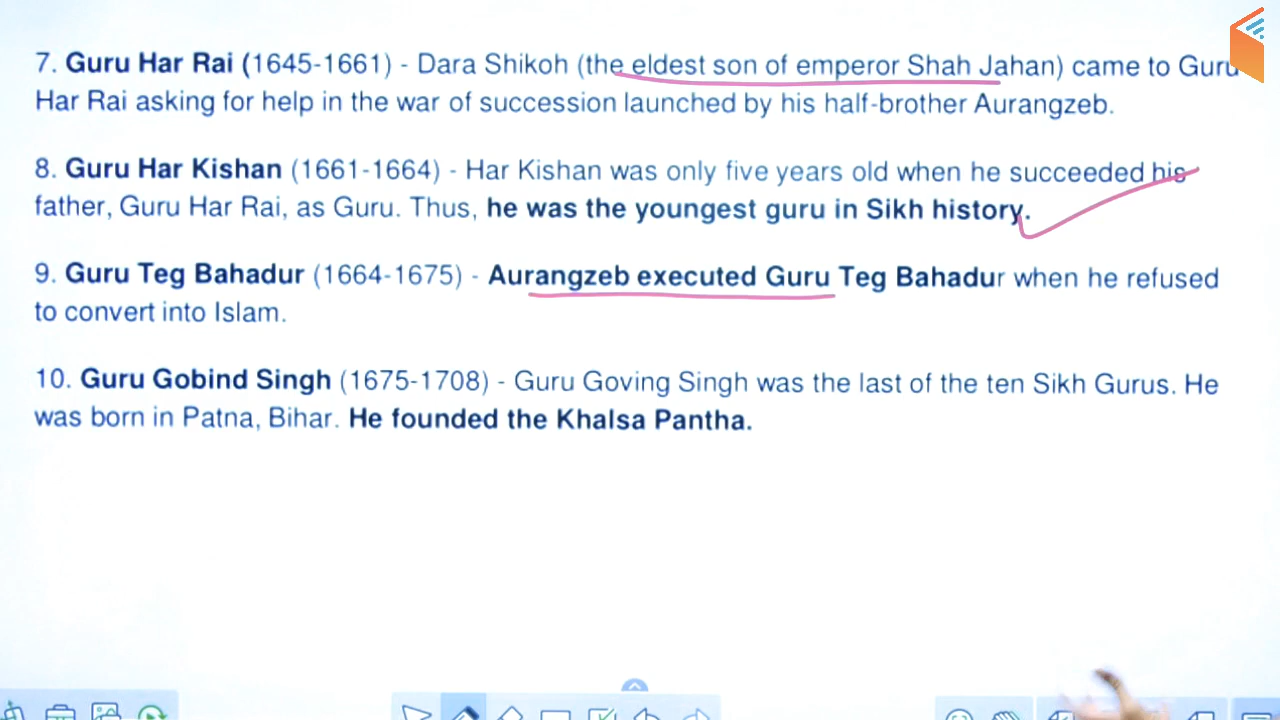 7. Guru Har Rai (1645-1661) - Dara Shikoh (the eldest son of emperor Shah Jahan) came to Guru
Har Rai asking for help in the war of succession launched by his half-brother Aurangzeb.
8. Guru Har Kishan (1661-1664) - Har Kishan was only five years old when he succeeded his
father, Guru Har Rai, as Guru. Thus, he was the youngest guru in Sikh history.
9. Guru Teg Bahadur (1664-1675) - Aurangzeb executed Guru Teg Bahadur when he refused
to convert into Islam.
10. Guru Gobind Singh (1675-1708) - Guru Goving Singh was the last of the ten Sikh Gurus. He
was born in Patna, Bihar. He founded the Khalsa Pantha.